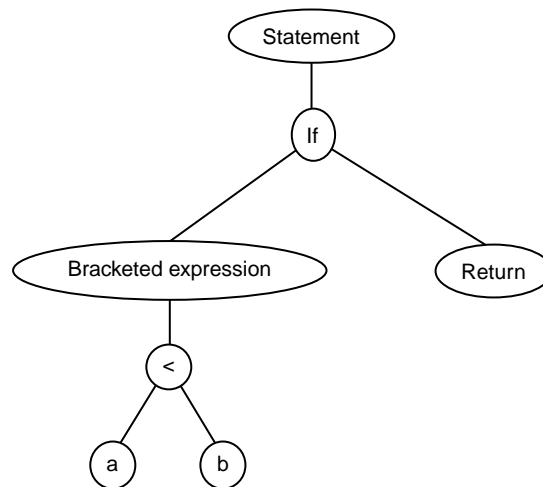 Statement
If
Bracketed expression
Return
<
a
b